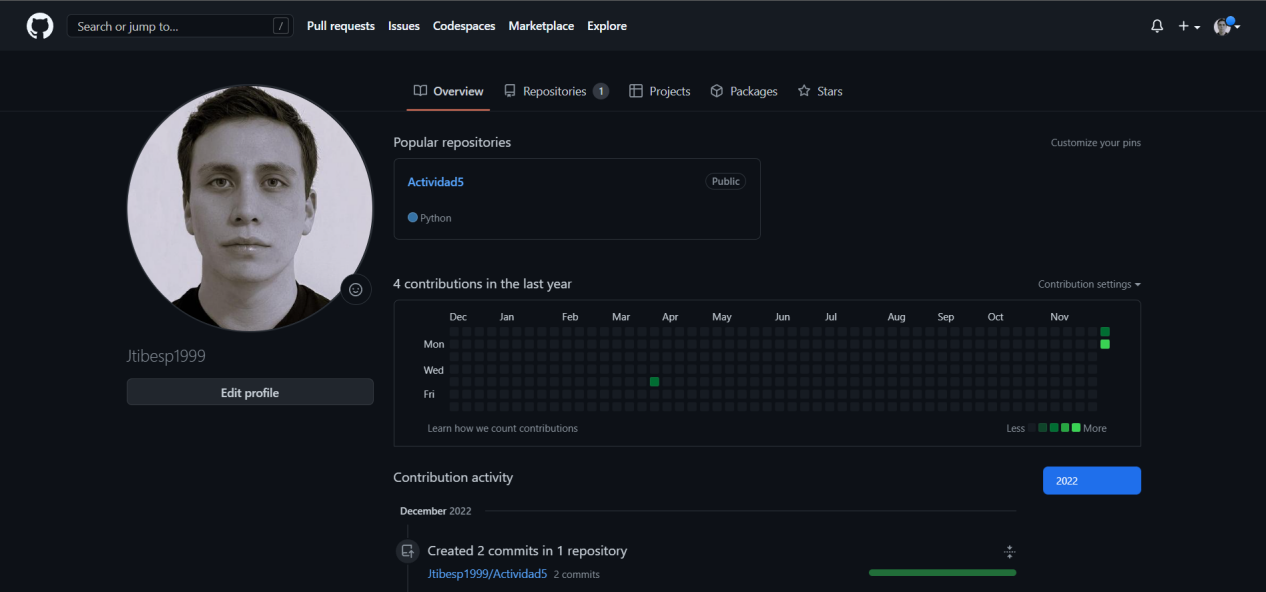 Search or jump to... /
Pull requests Issues Codespaces Marketplace Explore
Overview Repositories 1 Projects Packages Stars
Popular repositories
Customize your pins
Actividad5
Public
Python
4 contributions in the last year
Contribution settings
Dec Jan Feb Mar Apr May Jun Jul Aug Sep Oct Nov
Mon
Wed
Fri
Learn how we count contributions
Less More
Jtibesp1999
Edit profile
Contribution activity
2022
December 2022
Created 2 commits in 1 repository
Jtibesp1999/Actividad5 2 commits